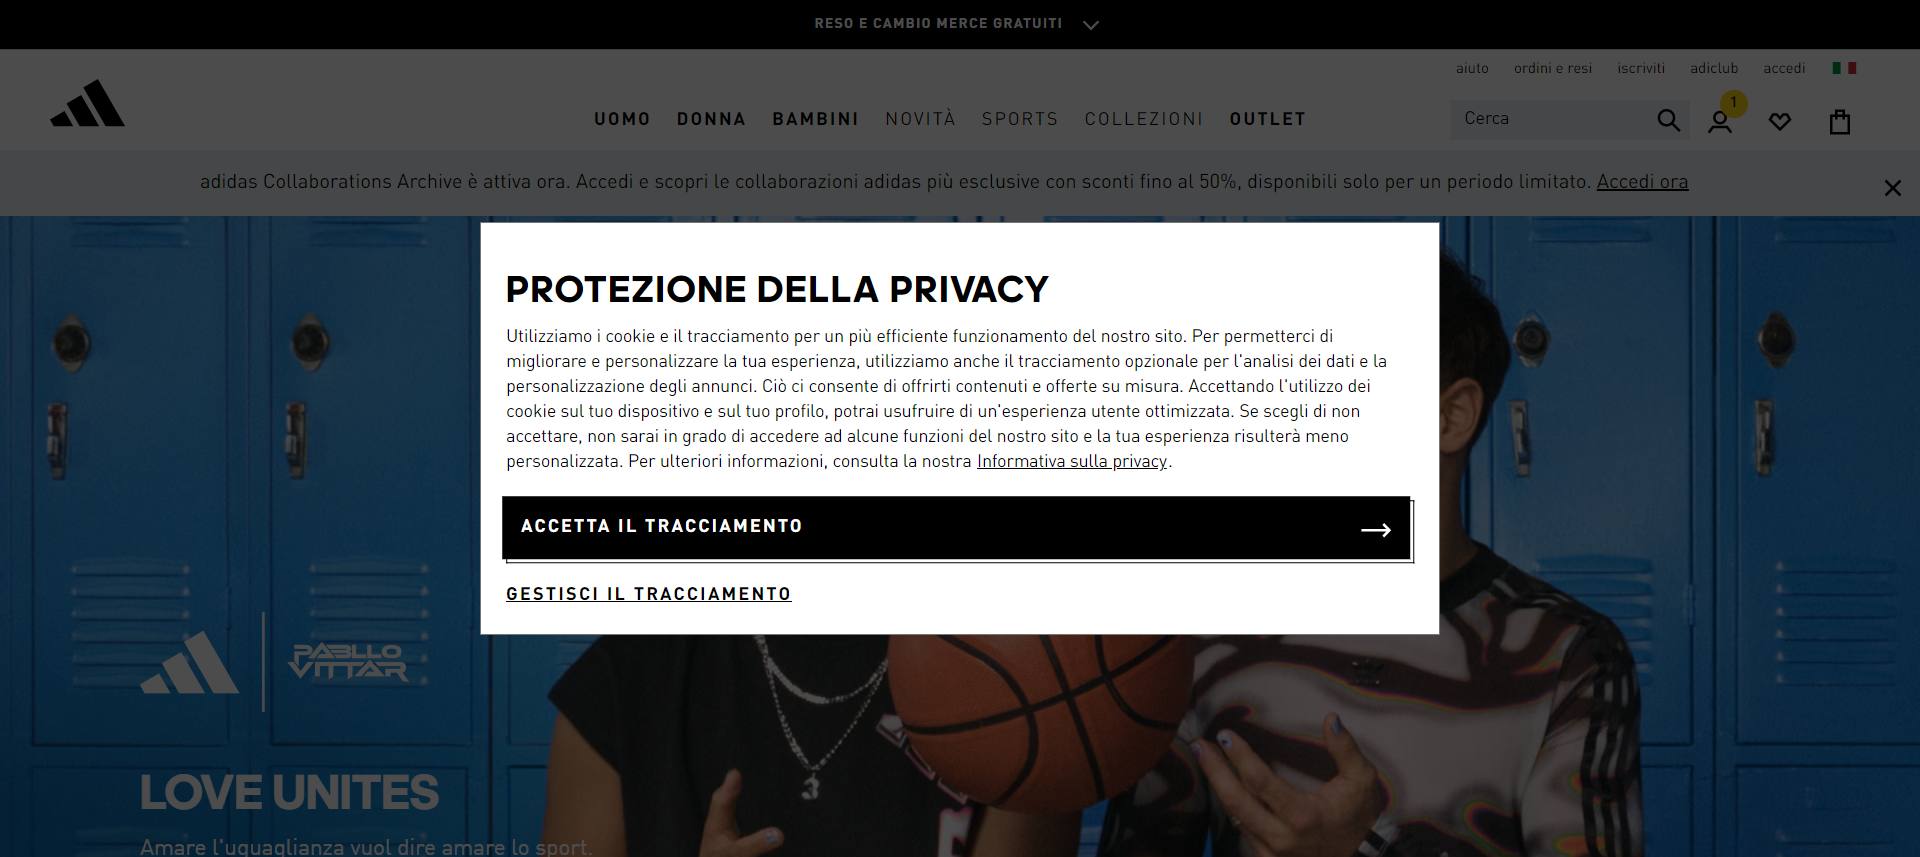 RESO E CAMBIO MERCE GRATUITI
aiuto ordini e resi iscriviti adiclub accedi
1
UOMO DONNA BAMBINI NOVITÀ SPORTS COLLEZIONI OUTLET
Cerca
adidas Collaborations Archive è attiva ora. Accedi e scopri le collaborazioni adidas più esclusive con sconti fino al 50%, disponibili solo per un periodo limitato. Accedi ora
PROTEZIONE DELLA PRIVACY
Utilizziamo i cookie e il tracciamento per un più efficiente funzionamento del nostro sito. Per permetterci di
migliorare e personalizzare la tua esperienza, utilizziamo anche il tracciamento opzionale per l'analisi dei dati e la
personalizzazione degli annunci. Ciò ci consente di offrirti contenuti e offerte su misura. Accettando l'utilizzo dei
cookie sul tuo dispositivo e sul tuo profilo, potrai usufruire di un'esperienza utente ottimizzata. Se scegli di non
accettare, non sarai in grado di accedere ad alcune funzioni del nostro sito e la tua esperienza risulterà meno
personalizzata. Per ulteriori informazioni, consulta la nostra Informativa sulla privacy.
ACCETTA IL TRACCIAMENTO
GESTISCI IL TRACCIAMENTO
PABLLO
VITTAR
3
LOVE UNITES
Amare l'uguaglianza vuol dire amare lo sport.